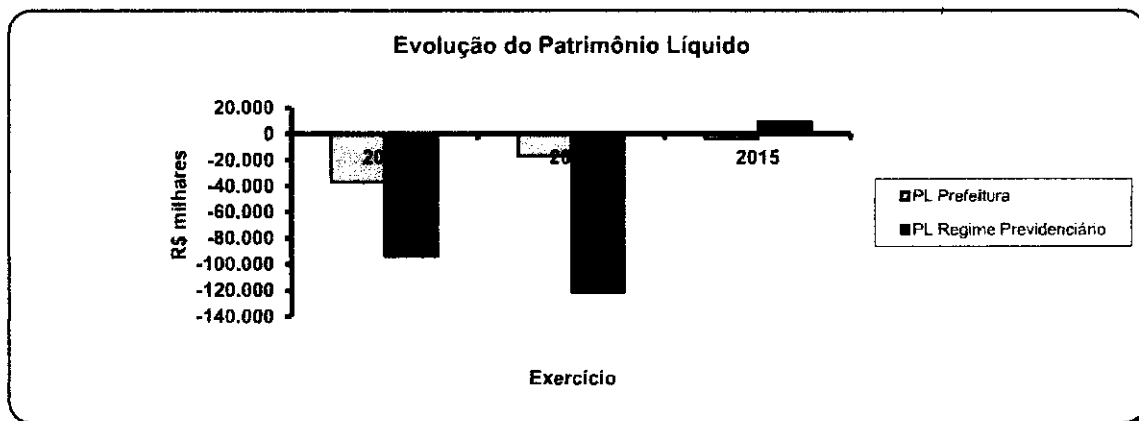 Evolução do Patrimônio Líquido
20.000
0
-20.000
-40.000
-60.000
-80.000
-100.000
-120.000
-140.000
R$ milhares
2015
Exercício
PL Prefeitura
PL Regime Previdenciário